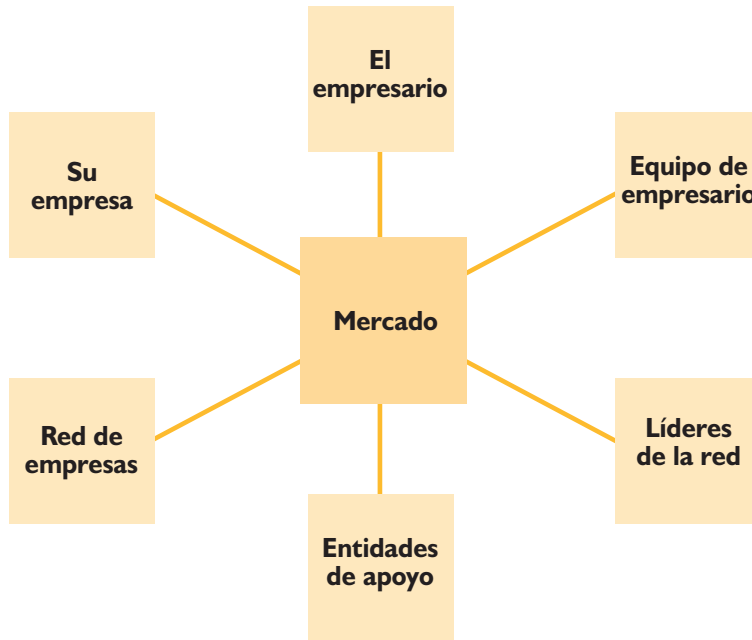 El
empresario
Su
empresa
Equipo de
empresario
Mercado
Red de
empresas
Líderes
de la red
Entidades
de apoyo